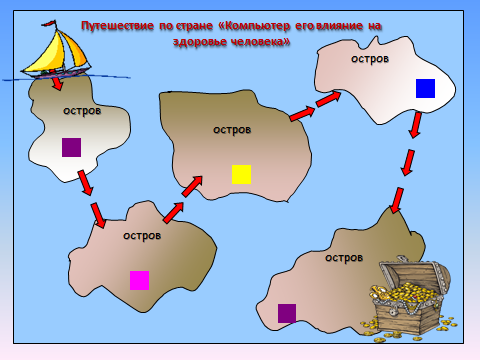 Путешествие по стране «Компьютер его влияние на
здоровье человека»
остров
остров
остров
остров
остров